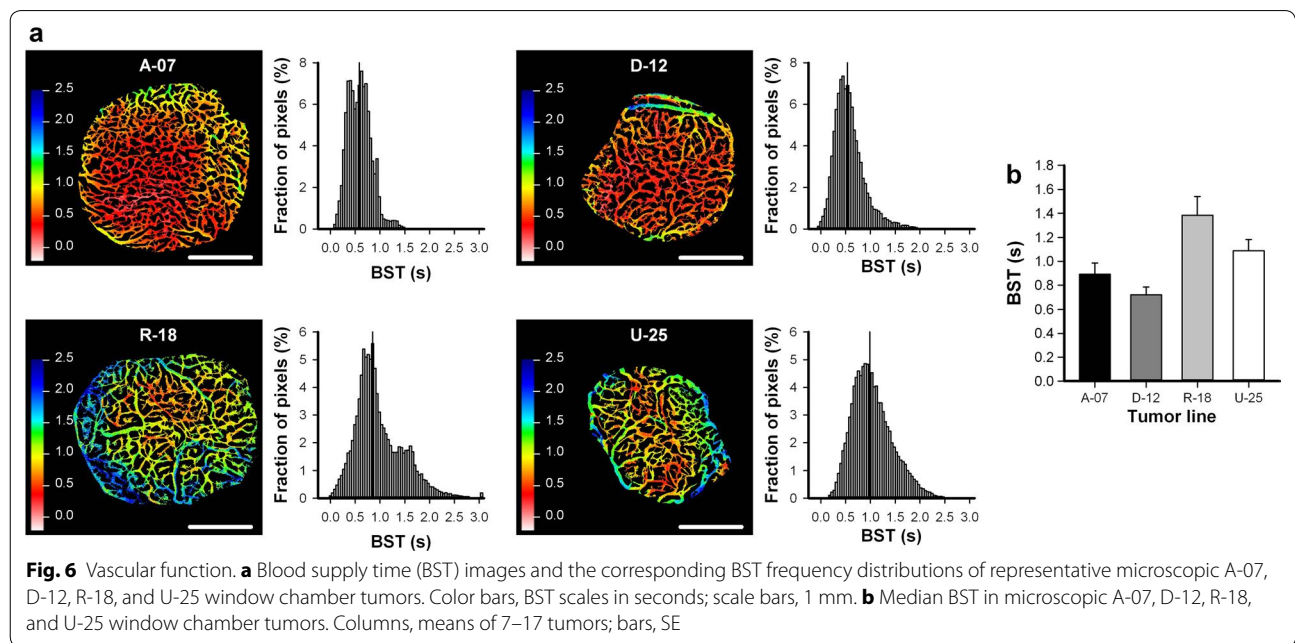 a
A-07
2.5
2.0
1.5
1.0
0.5
0.0
Fraction of pixels (%)
8
6
4
2
0
0.0 0.5 1.0 1.5 2.0 2.5 3.0
BST (s)
D-12
2.5
2.0
1.5
1.0
0.5
0.0
Fraction of pixels (%)
8
6
4
2
0
0.0 0.5 1.0 1.5 2.0 2.5 3.0
BST (s)
R-18
2.5
2.0
1.5
1.0
0.5
0.0
Fraction of pixels (%)
6
5
4
3
2
1
0
0.0 0.5 1.0 1.5 2.0 2.5 3.0
BST (s)
U-25
2.5
2.0
1.5
1.0
0.5
0.0
Fraction of pixels (%)
6
5
4
3
2
1
0
0.0 0.5 1.0 1.5 2.0 2.5 3.0
BST (s)
b
BST (s)
1.8
1.6
1.4
1.2
1.0
0.8
0.6
0.4
0.2
0.0
A-07 D-12 R-18 U-25
Tumor line
Fig. 6 Vascular function. a Blood supply time (BST) images and the corresponding BST frequency distributions of representative microscopic A-07,
D-12, R-18, and U-25 window chamber tumors. Color bars, BST scales in seconds; scale bars, 1 mm. b Median BST in microscopic A-07, D-12, R-18,
and U-25 window chamber tumors. Columns, means of 7–17 tumors; bars, SE